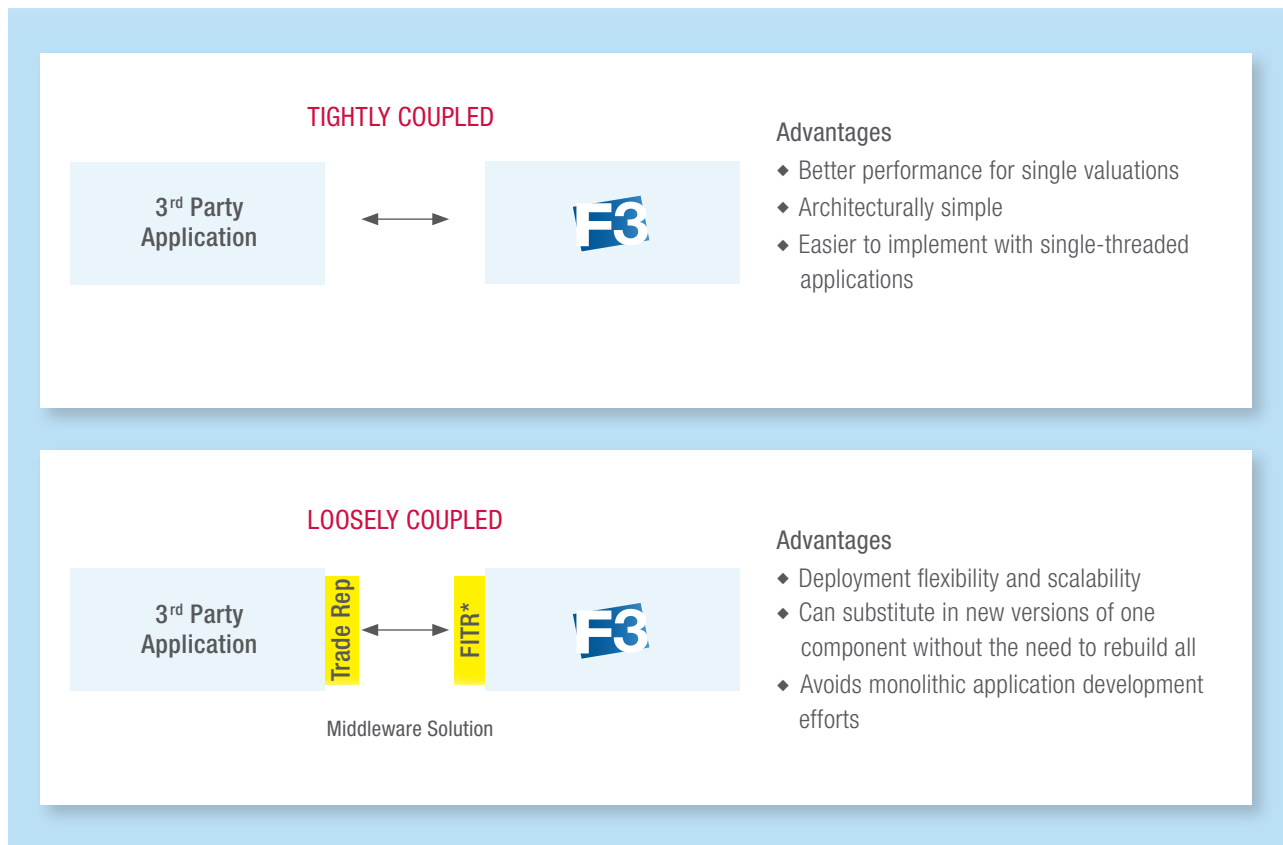 TIGHTLY COUPLED
3rd Party
Application
F3
Advantages
◆ Better performance for single valuations
◆ Architecturally simple
◆ Easier to implement with single-threaded
applications
LOOSELY COUPLED
3rd Party
Application
Trade Rep
FITR*
F3
Middleware Solution
Advantages
◆ Deployment flexibility and scalability
◆ Can substitute in new versions of one
component without the need to rebuild all
◆ Avoids monolithic application development
efforts